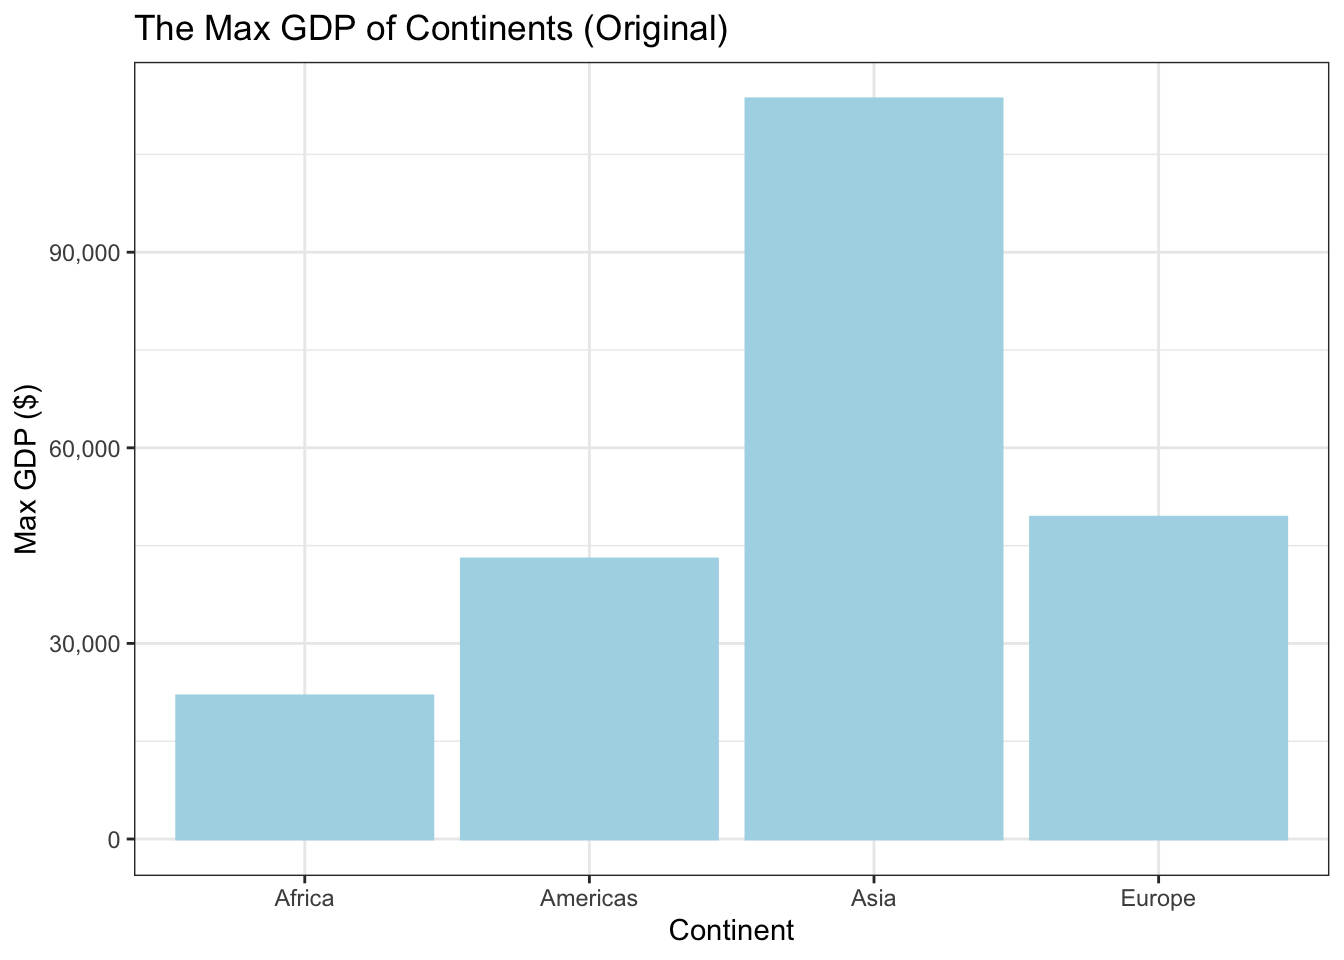 The Max GDP of Continents (Original)
Max GDP ($)
90,000
60,000
30,000
0
Africa Americas Asia Europe
Continent